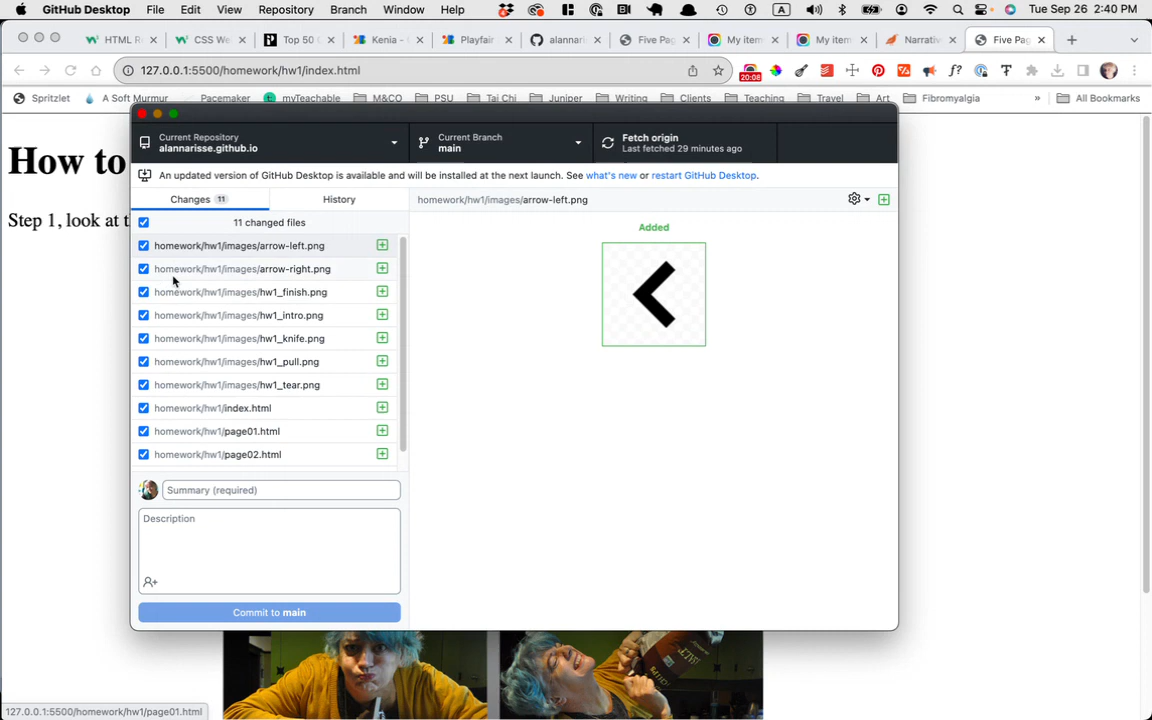 GitHub Desktop File Edit View Repository Branch Window Help A Tue Sep 26 2:40 PM
HTML R CSS We Top 50 Kenia - Playfair alannari Five Pag My item My item Narrativ Five Pag
127.0.0.1:5500/homework/hw1/index.html 20:08 f?
Spritzlet A Soft Murmur Pacemaker myTeachable M&CO PSU Tai Chi Juniper Writing Clients Teaching Travel Art Fibromyalgia » All Bookmarks
How to
Step 1, look at t
Current Repository
alannarisse.github.io
Current Branch
main
Fetch origin
Last fetched 29 minutes ago
An updated version of GitHub Desktop is available and will be installed at the next launch. See what's new or restart GitHub Desktop.
Changes 11 History
homework/hw1/images/arrow-left.png
11 changed files
homework/hw1/images/arrow-left.png
homework/hw1/images/arrow-right.png
homework/hw1/images/hw1_finish.png
homework/hw1/images/hw1_intro.png
homework/hw1/images/hw1_knife.png
homework/hw1/images/hw1_pull.png
homework/hw1/images/hw1_tear.png
homework/hw1/index.html
homework/hw1/page01.html
homework/hw1/page02.html
Added
Summary (required)
Description
Commit to main
127.0.0.1:5500/homework/hw1/page01.html